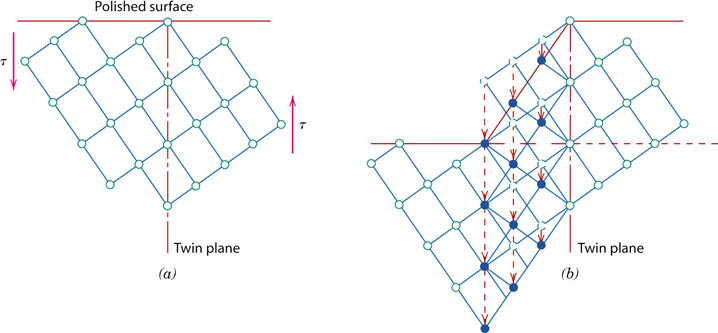 Polished surface
τ
τ
Twin plane
(a)
Twin plane
(b)